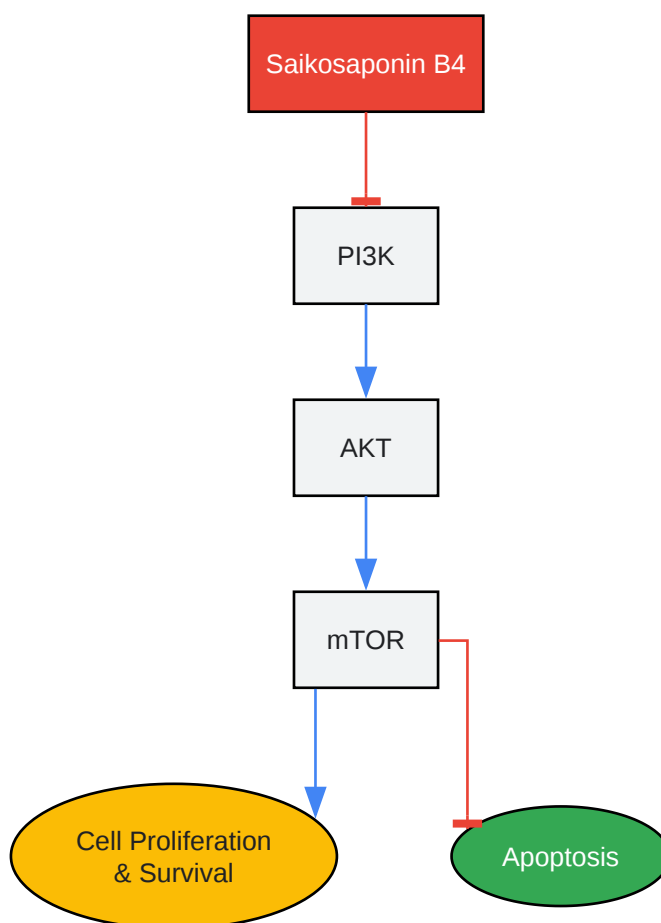 Saikosaponin B4
PI3K
AKT
mTOR
Cell Proliferation
& Survival
Apoptosis